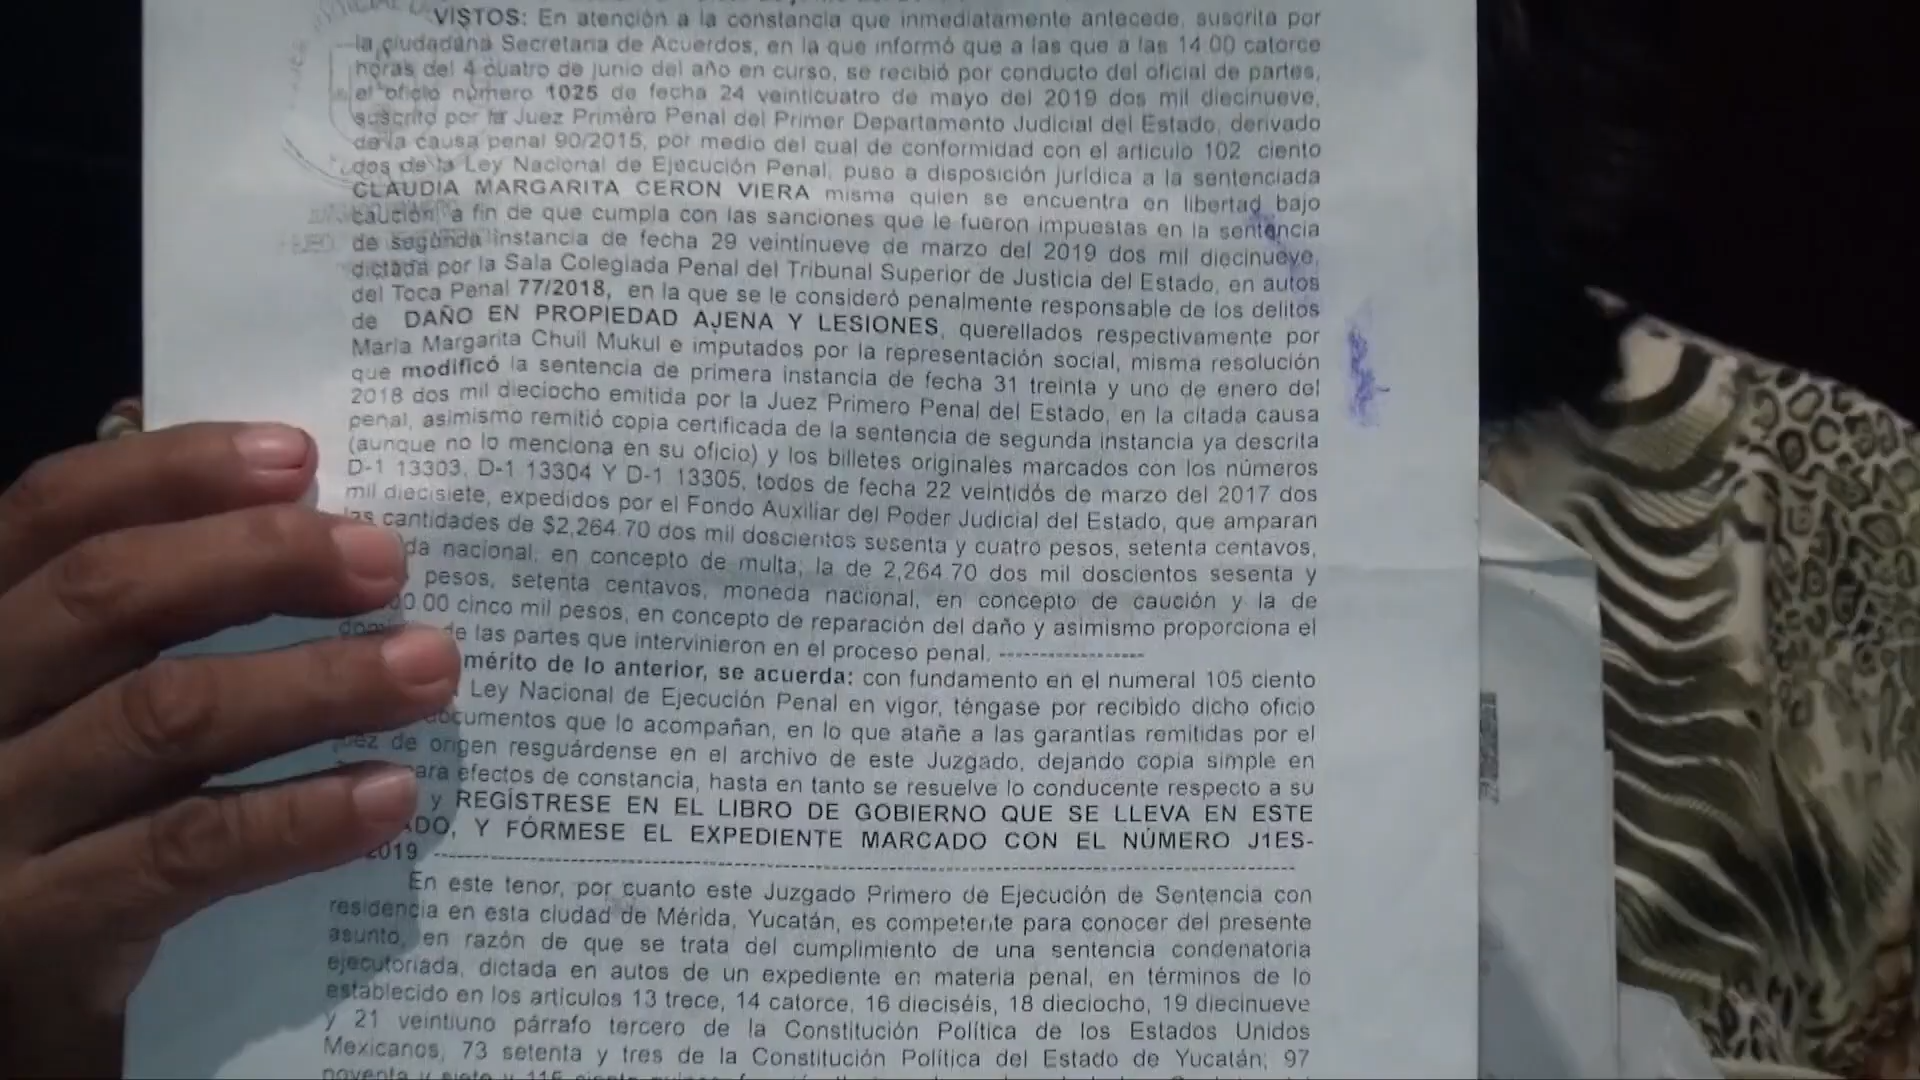 VISTOS: En atención a la constancia que inmediatamente antecede, suscrita por
la ciudadana Secretaria de Acuerdos, en la que informó que a las que a las 14:00 catorce
horas del 4 cuatro de junio del año en curso, se recibió por conducto del oficial de partes,
el oficio número 1025 de fecha 24 veinticuatro de mayo del 2019 dos mil diecinueve,
suscrito por la Juez Primero Penal del Primer Departamento Judicial del Estado, derivado
de la causa penal 90/2015, por medio del cual de conformidad con el artículo 102 ciento
dos de la Ley Nacional de Ejecución Penal, puso a disposición jurídica a la sentenciada
CLAUDIA MARGARITA CERON VIERA misma quien se encuentra en libertad bajo
caución, a fin de que cumpla con las sanciones que le fueron impuestas en la sentencia
de segunda instancia de fecha 29 veintinueve de marzo del 2019 dos mil diecinueve,
dictada por la Sala Colegiada Penal del Tribunal Superior de Justicia del Estado, en autos
del Toca Penal 77/2018, en la que se le consideró penalmente responsable de los delitos
de DAÑO EN PROPIEDAD AJENA Y LESIONES, querellados respectivamente por
María Margarita Chuil Mukul e imputados por la representación social, misma resolución
que modificó la sentencia de primera instancia de fecha 31 treinta y uno de enero del
2018 dos mil dieciocho emitida por la Juez Primero Penal del Estado, en la citada causa
penal, asimismo remitió copia certificada de la sentencia de segunda instancia ya descrita
(aunque no lo menciona en su oficio) y los billetes originales marcados con los números
D-1 13303, D-1 13304 Y D-1 13305, todos de fecha 22 veintidós de marzo del 2017 dos
mil diecisiete, expedidos por el Fondo Auxiliar del Poder Judicial del Estado, que amparan
las cantidades de $2,264.70 dos mil doscientos sesenta y cuatro pesos, setenta centavos,
da nacional, en concepto de multa; la de 2,264.70 dos mil doscientos sesenta y
pesos, setenta centavos, moneda nacional, en concepto de caución y la de
00.00 cinco mil pesos, en concepto de reparación del daño y asimismo proporciona el
de las partes que intervinieron en el proceso penal. -----------------
mérito de lo anterior, se acuerda: con fundamento en el numeral 105 ciento
Ley Nacional de Ejecución Penal en vigor, téngase por recibido dicho oficio
documentos que lo acompañan, en lo que atañe a las garantías remitidas por el
juez de origen resguárdense en el archivo de este Juzgado, dejando copia simple en
para efectos de constancia, hasta en tanto se resuelve lo conducente respecto a su
y REGÍSTRESE EN EL LIBRO DE GOBIERNO QUE SE LLEVA EN ESTE
ADO, Y FÓRMESE EL EXPEDIENTE MARCADO CON EL NÚMERO J1ES-
2019 ------------------------------------------------
En este tenor, por cuanto este Juzgado Primero de Ejecución de Sentencia con
residencia en esta ciudad de Mérida, Yucatán, es competente para conocer del presente
asunto, en razón de que se trata del cumplimiento de una sentencia condenatoria
ejecutoriada, dictada en autos de un expediente en materia penal, en términos de lo
establecido en los artículos 13 trece, 14 catorce, 16 dieciséis, 18 dieciocho, 19 diecinueve
y 21 veintiuno párrafo tercero de la Constitución Política de los Estados Unidos
Mexicanos, 73 setenta y tres de la Constitución Política del Estado de Yucatán; 97
noventa y siete y 116